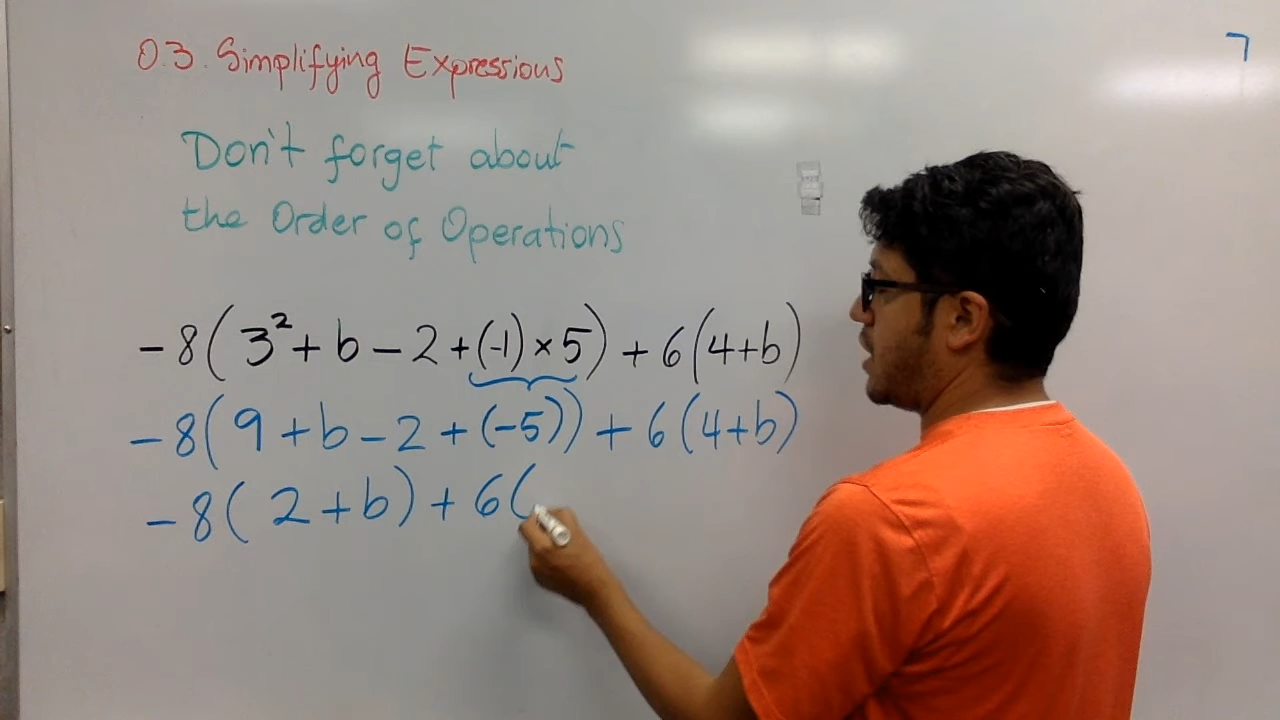 7
0.3. Simplifying Expressions
Don't forget about
the Order of Operations
-8(3²+b-2+(-1)×5)+6(4+b)
-8(9+b-2+(-5))+6(4+b)
-8(2+b)+6(